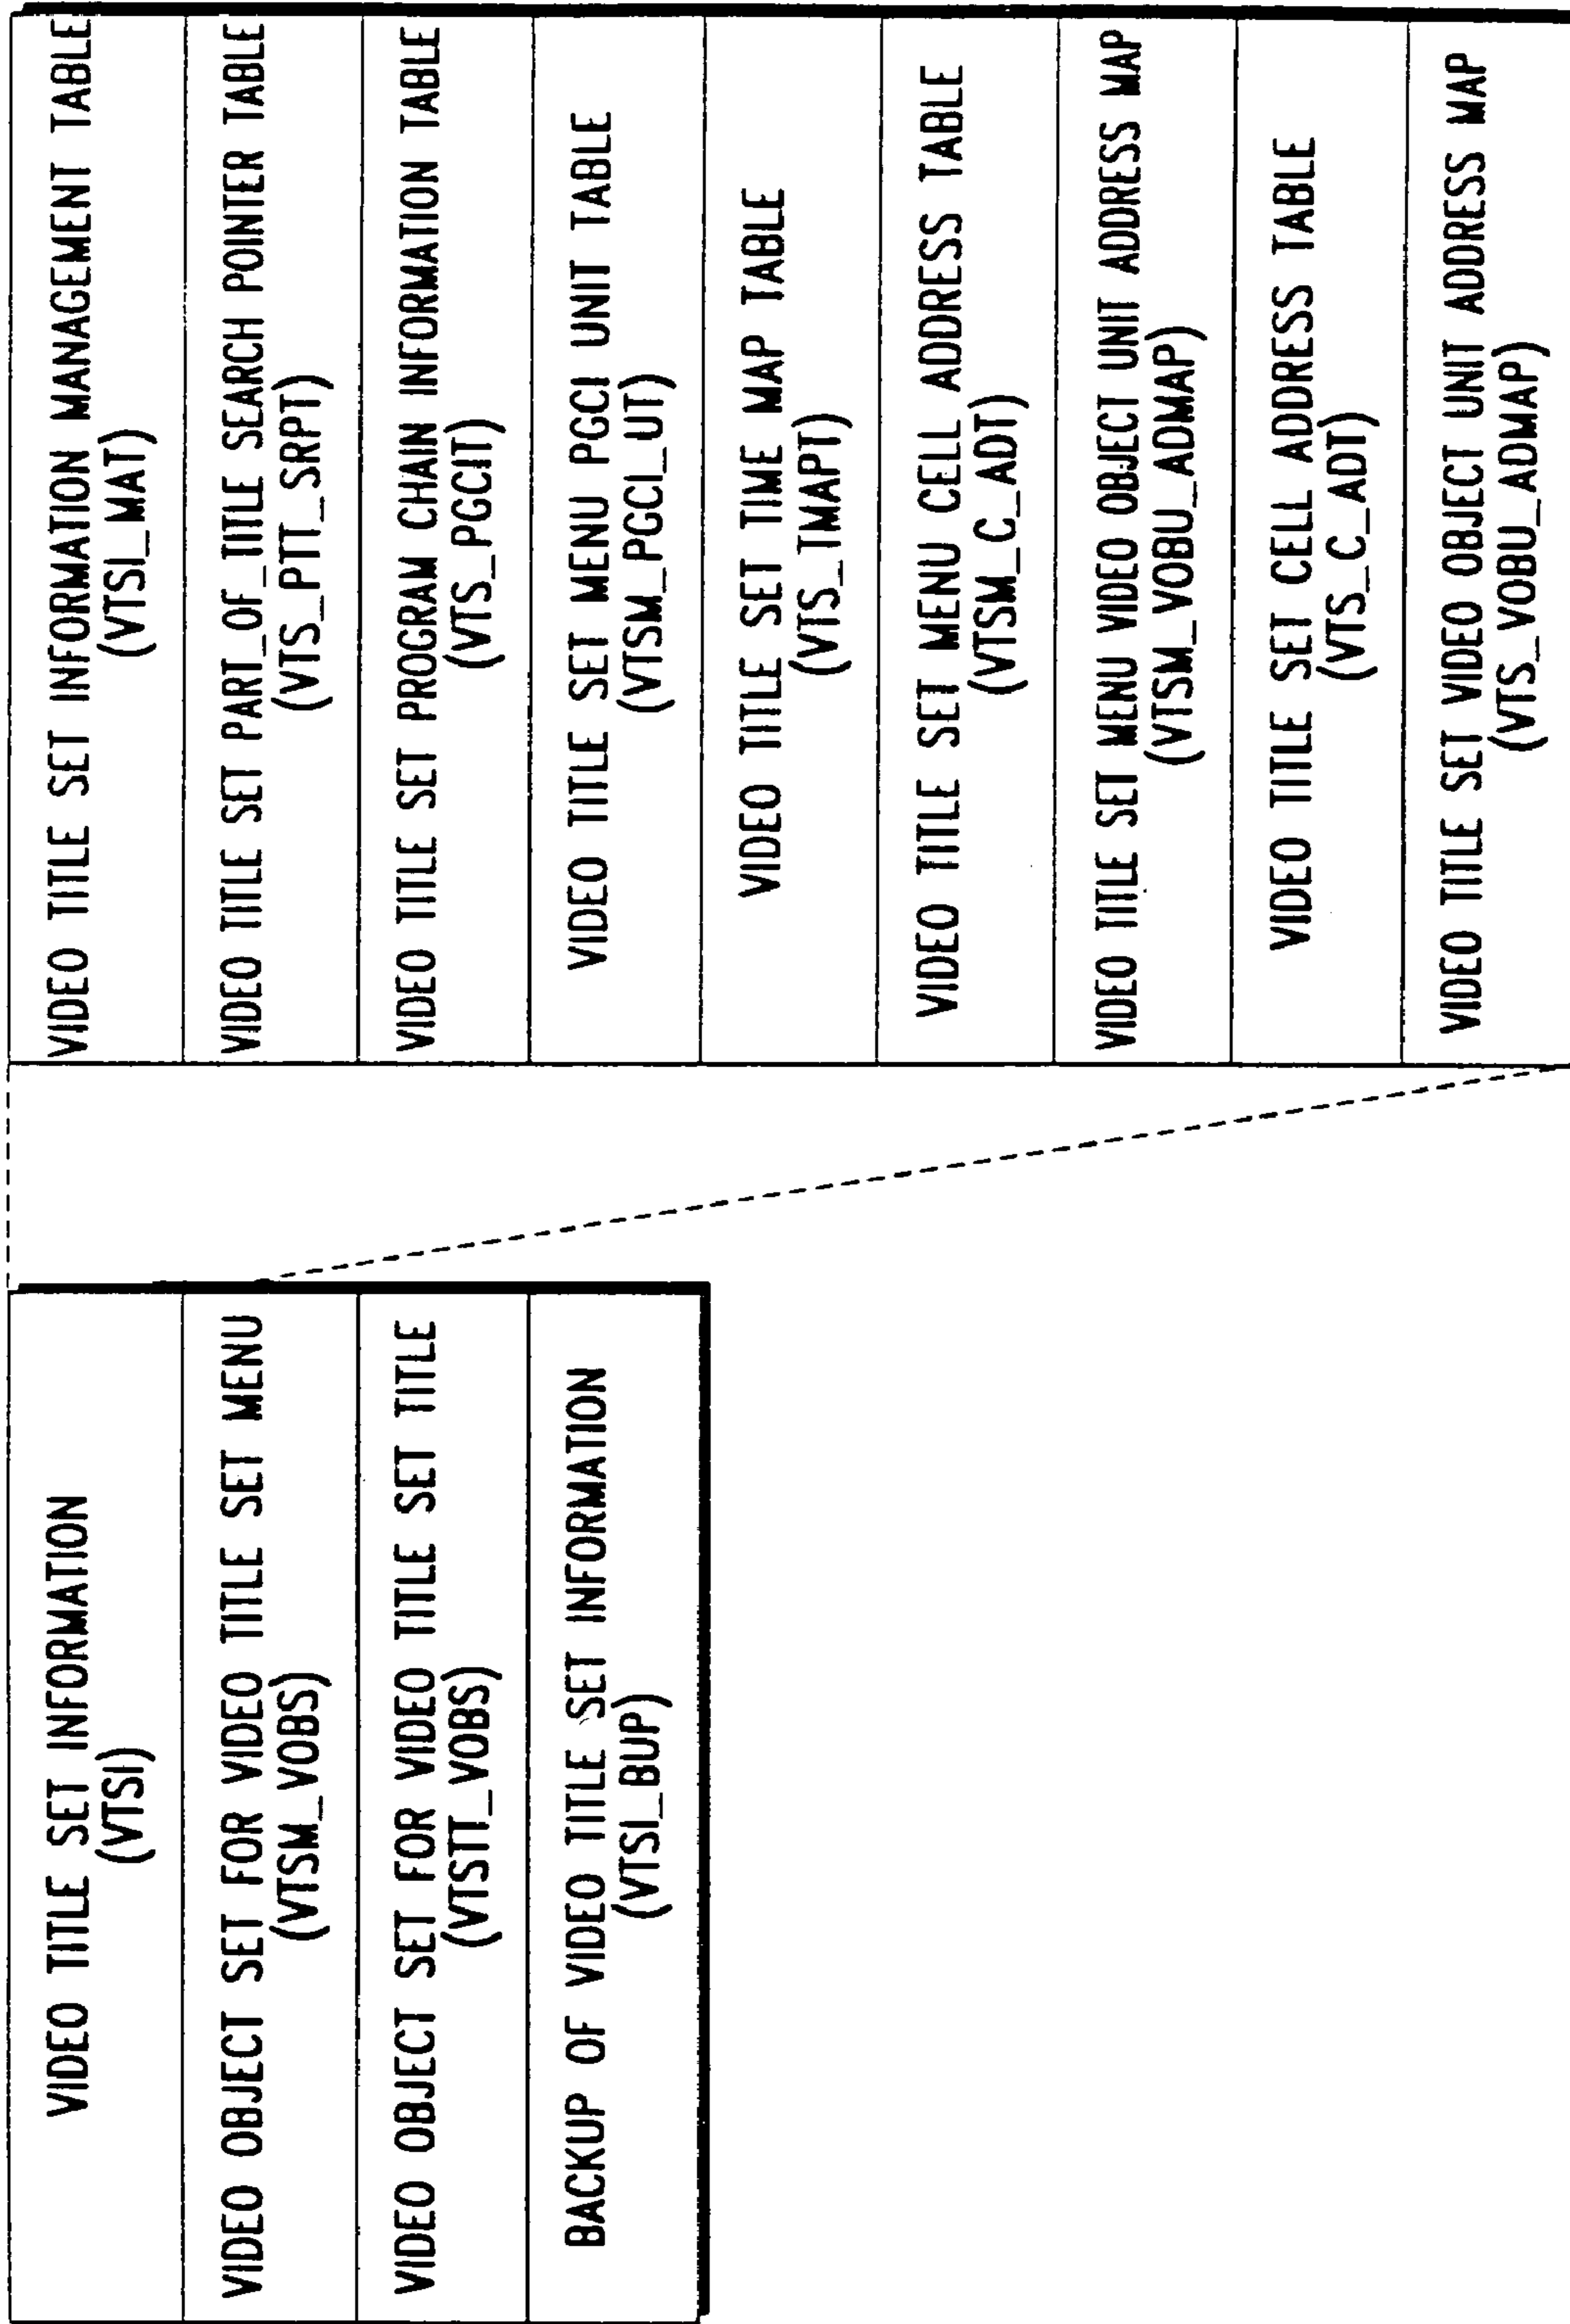 VIDEO TITLE SET INFORMATION
(VTSI)
VIDEO OBJECT SET FOR VIDEO TITLE SET MENU
(VTSM_VOBS)
VIDEO OBJECT SET FOR VIDEO TITLE SET TITLE
(VTSTT_VOBS)
BACKUP OF VIDEO TITLE SET INFORMATION
(VTSI_BUP)
VIDEO TITLE SET INFORMATION MANAGEMENT TABLE
(VTSI_MAT)
VIDEO TITLE SET PART_OF_TITLE SEARCH POINTER TABLE
(VTS_PTT_SRPT)
VIDEO TITLE SET PROGRAM CHAIN INFORMATION TABLE
(VTS_PGCIT)
VIDEO TITLE SET MENU PGCI UNIT TABLE
(VTSM_PGCI_UT)
VIDEO TITLE SET TIME MAP TABLE
(VTS_TMAPT)
VIDEO TITLE SET MENU CELL ADDRESS TABLE
(VTSM_C_ADT)
VIDEO TITLE SET MENU VIDEO OBJECT UNIT ADDRESS MAP
(VTSM_VOBU_ADMAP)
VIDEO TITLE SET CELL ADDRESS TABLE
(VTS_C_ADT)
VIDEO TITLE SET VIDEO OBJECT UNIT ADDRESS MAP
(VTS_VOBU_ADMAP)